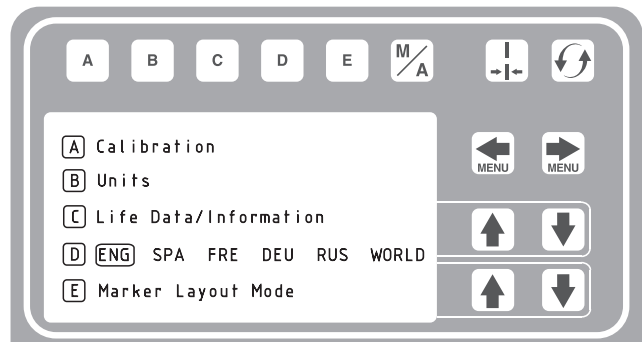 A B C D E M/A
MENU MENU
A Calibration
B Units
C Life Data/Information
D ENG SPA FRE DEU RUS WORLD
E Marker Layout Mode